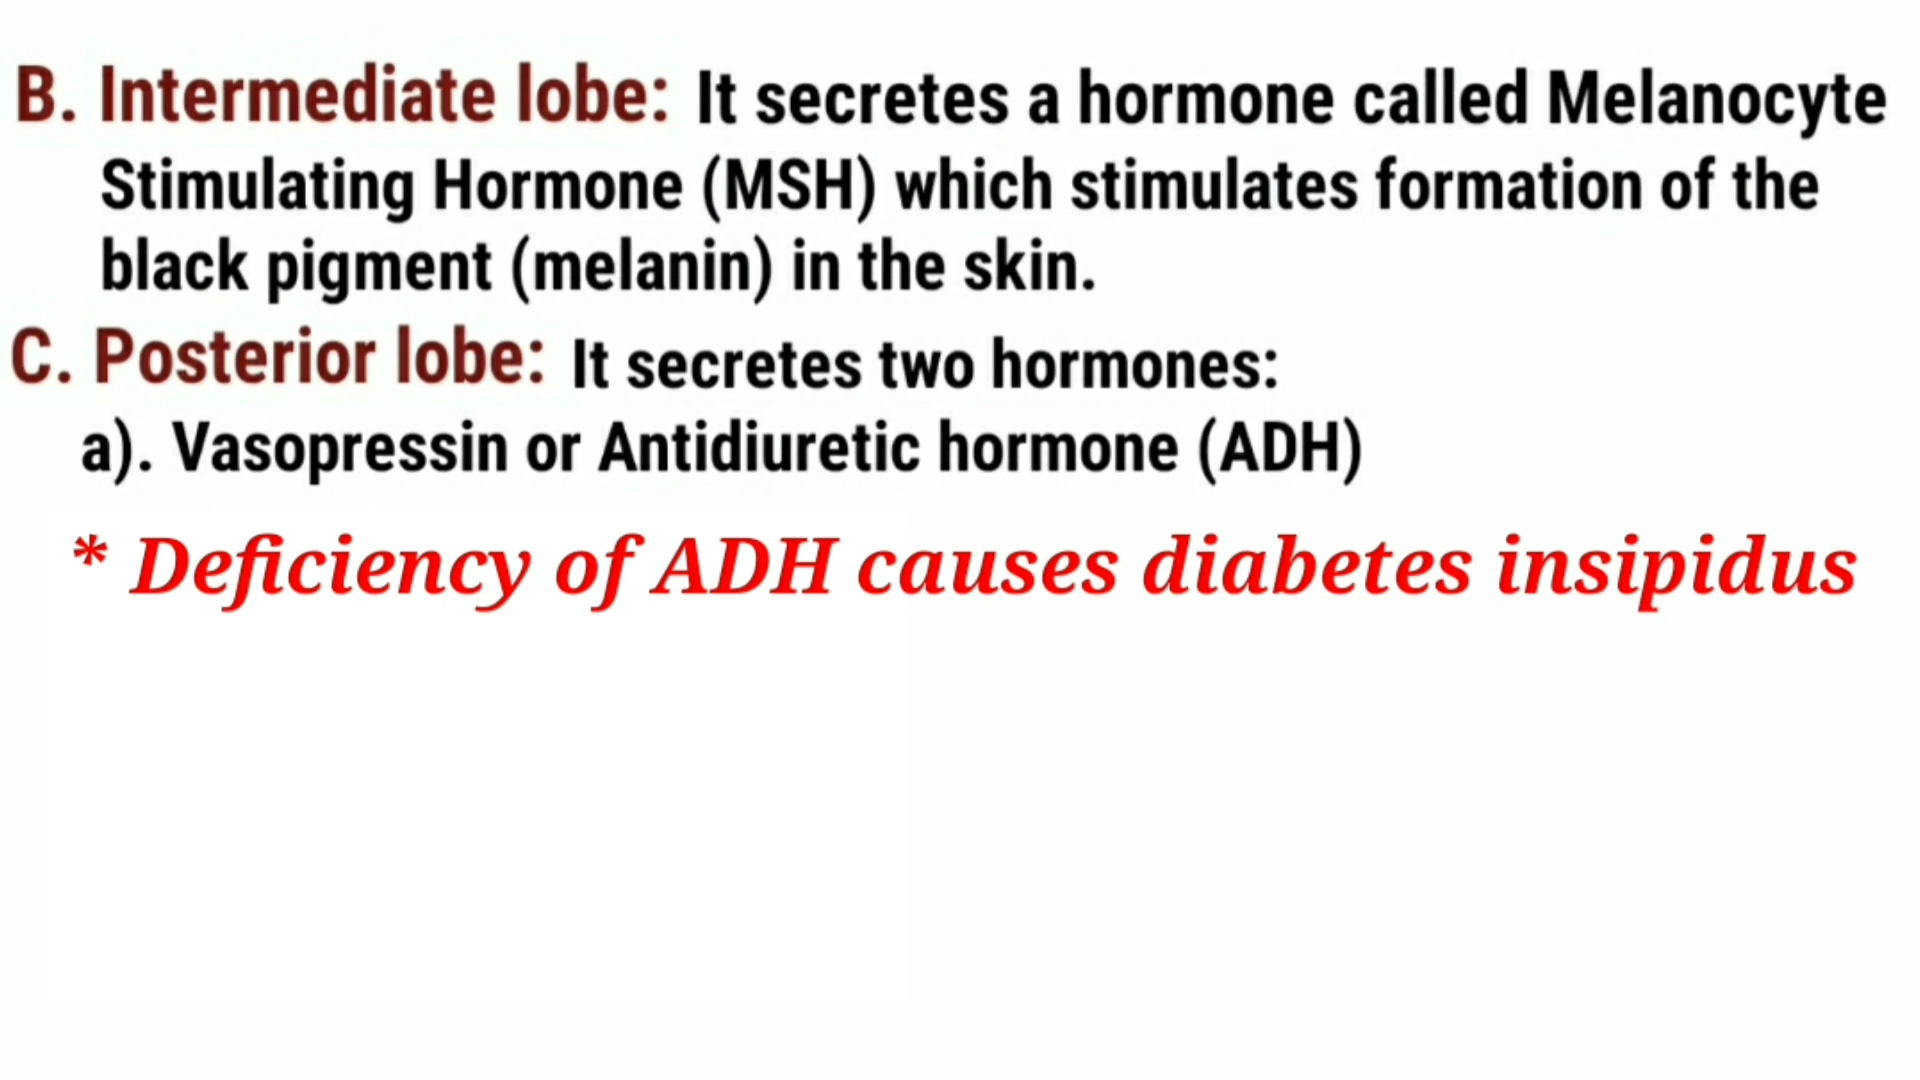 B. Intermediate lobe: It secretes a hormone called Melanocyte
Stimulating Hormone (MSH) which stimulates formation of the
black pigment (melanin) in the skin.
C. Posterior lobe: It secretes two hormones:
a). Vasopressin or Antidiuretic hormone (ADH)
* Deficiency of ADH causes diabetes insipidus